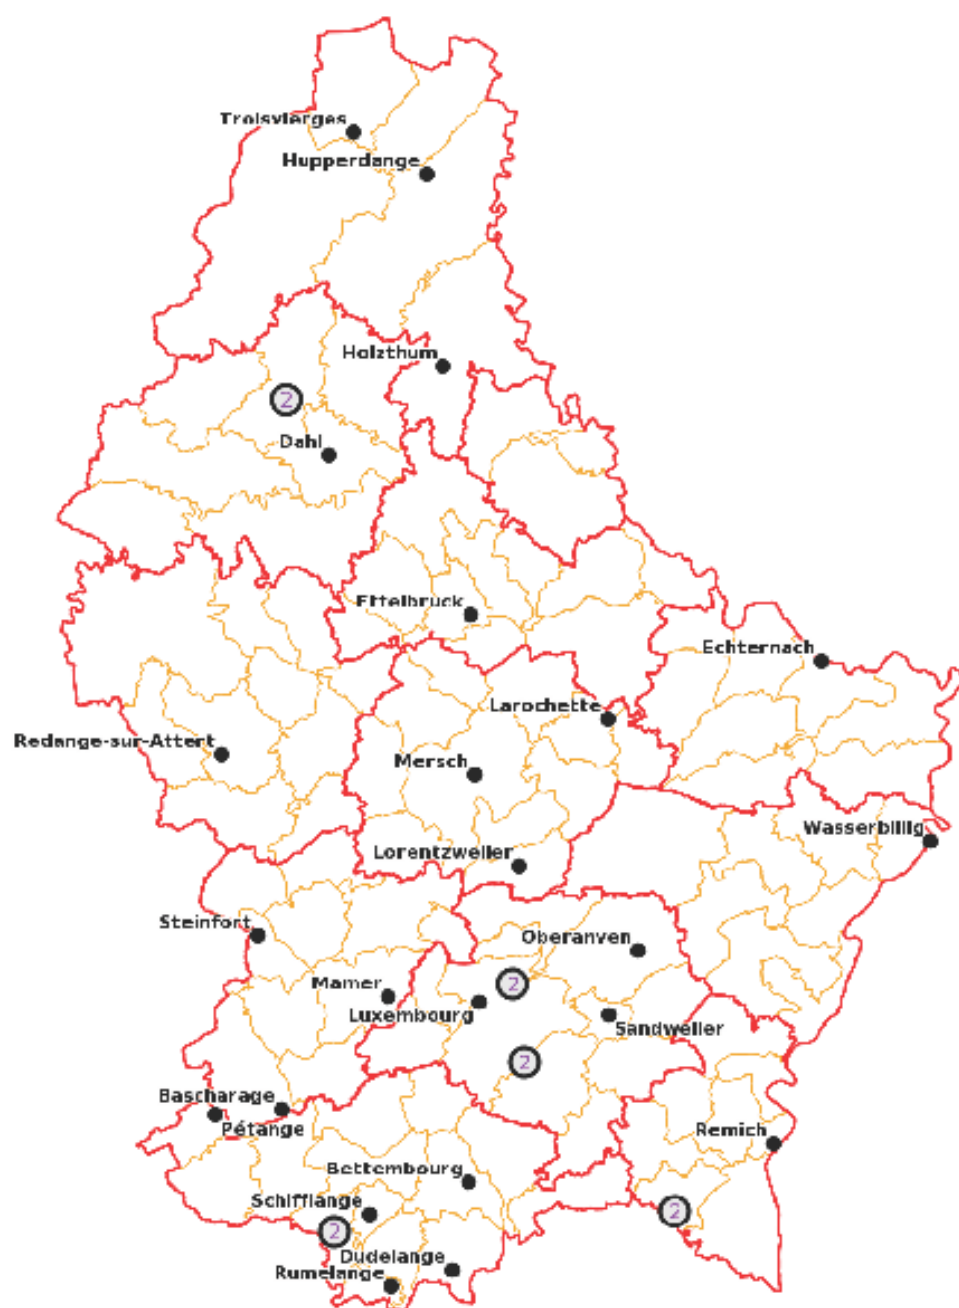 Troisvierges
Hupperdange
Holzthum
2
Dahl
Ettelbruck
Echternach
Larochette
Redange-sur-Attert
Mersch
Wasserbillig
Lorentzweiler
Steinfort
Oberanven
Mamer
2
Luxembourg
Sandweiler
2
Bascharage
Pétange
Remich
Bettembourg
Schifflange
2
2
Dudelange
Rumelange